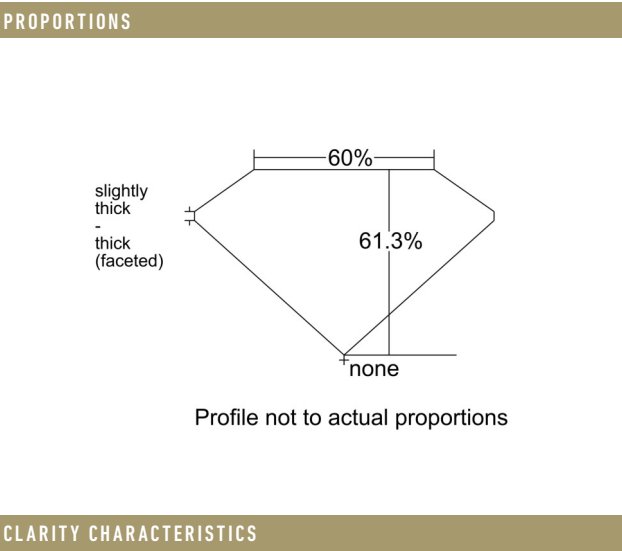 PROPORTIONS
60%
slightly
thick
-
thick
(faceted)
61.3%
none
Profile not to actual proportions
CLARITY CHARACTERISTICS